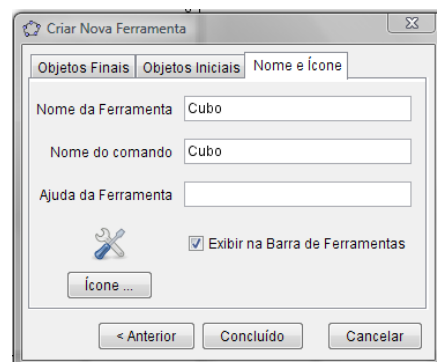 Criar Nova Ferramenta
Objetos Finais Objetos Iniciais Nome e Ícone
Nome da Ferramenta Cubo
Nome do comando Cubo
Ajuda da Ferramenta
Exibir na Barra de Ferramentas
Ícone ...
< Anterior Concluído Cancelar